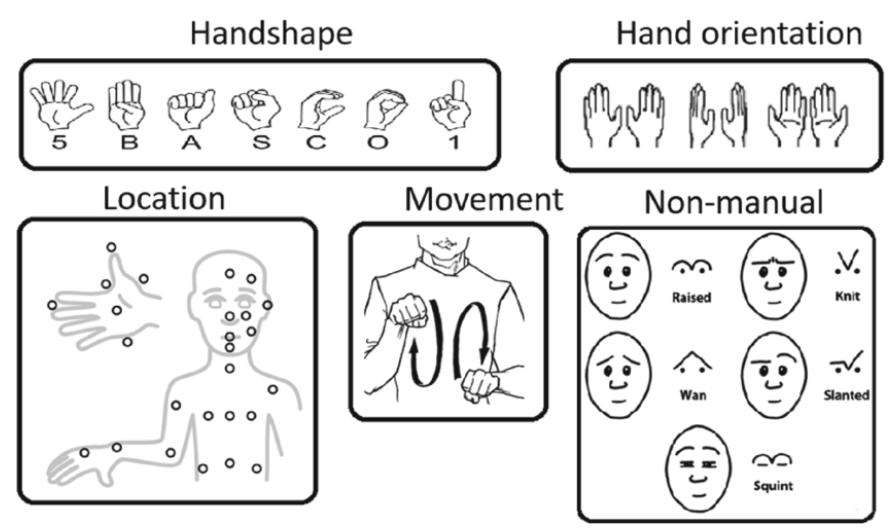 Handshape
Hand orientation
5 B A S C O 1
Location
Movement
Non-manual
Raised
Knit
Wan
Slanted
Squint